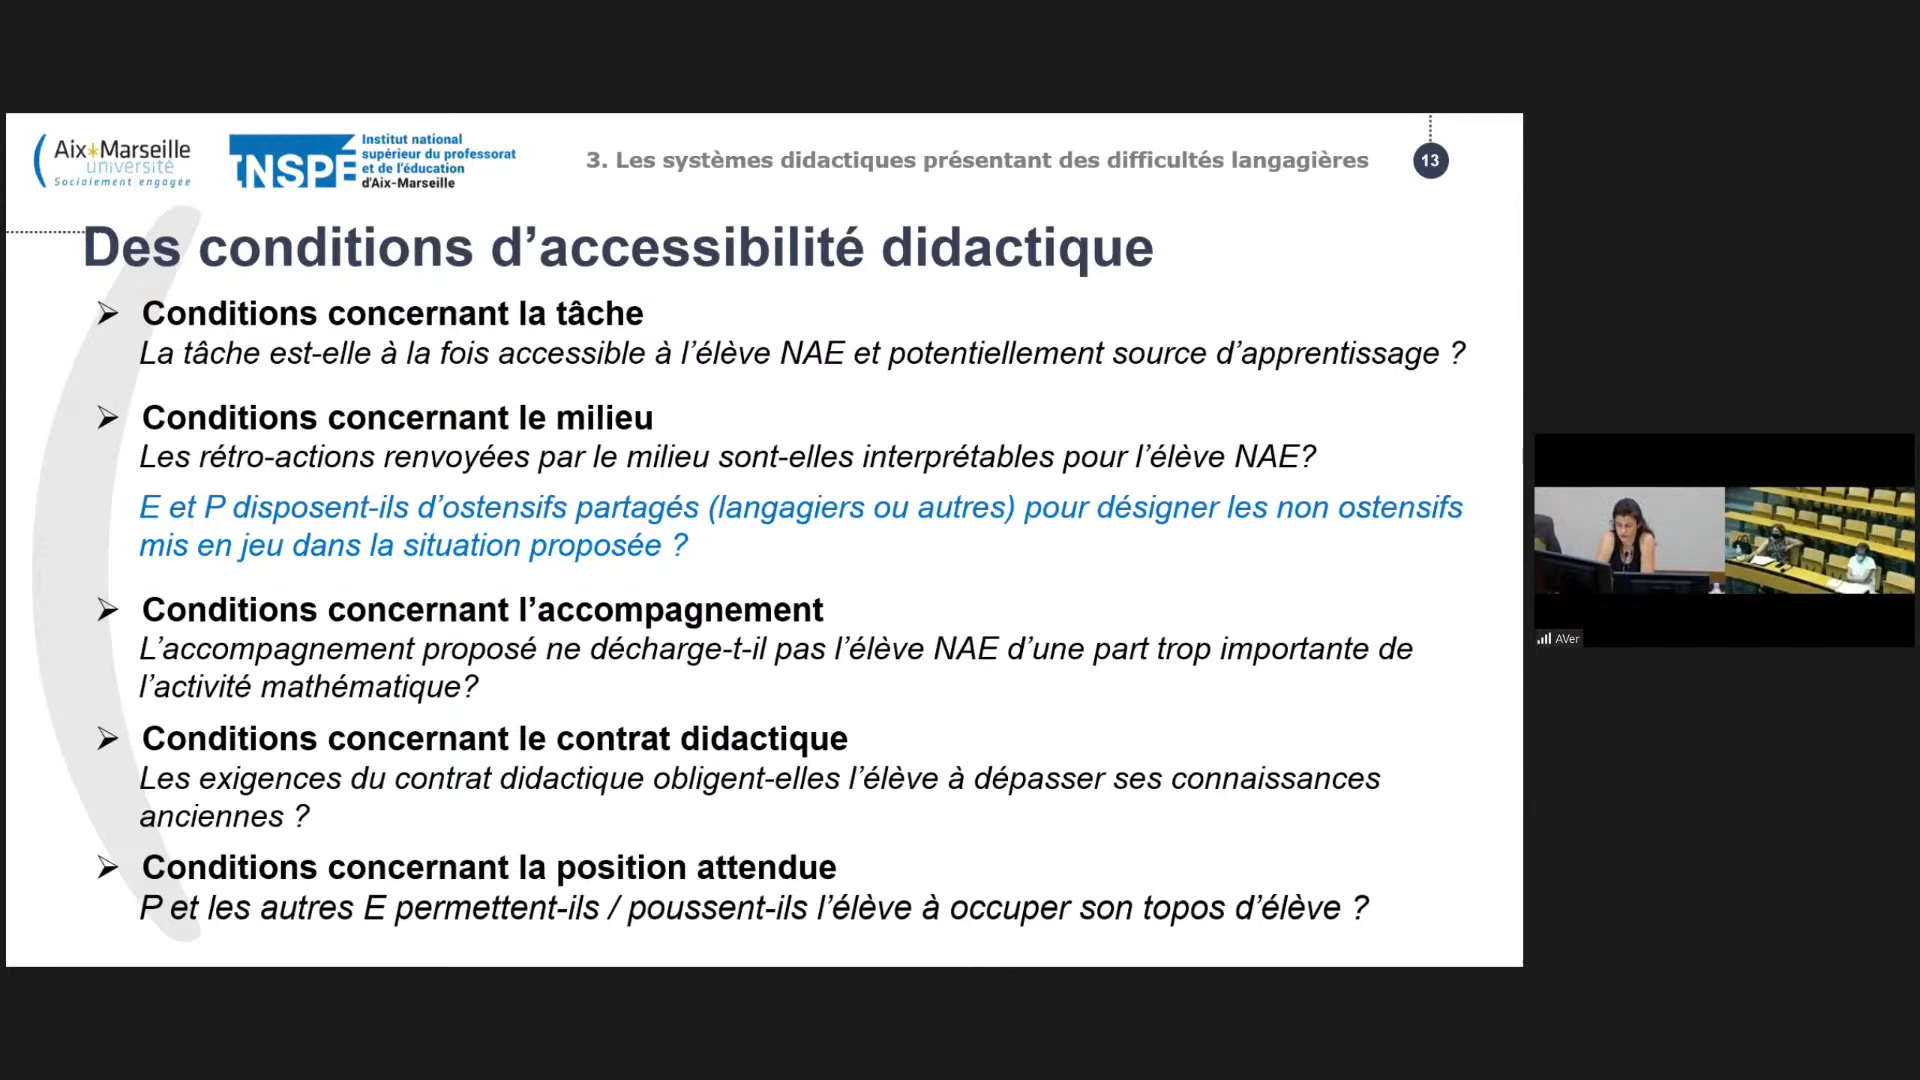 Aix✶Marseille
université
Socialement engagée
INSPÉ
Institut national
supérieur du professorat
et de l'éducation
d'Aix-Marseille
3. Les systèmes didactiques présentant des difficultés langagières
13
Des conditions d’accessibilité didactique
➢ Conditions concernant la tâche
La tâche est-elle à la fois accessible à l’élève NAE et potentiellement source d’apprentissage ?
➢ Conditions concernant le milieu
Les rétro-actions renvoyées par le milieu sont-elles interprétables pour l’élève NAE?
E et P disposent-ils d’ostensifs partagés (langagiers ou autres) pour désigner les non ostensifs
mis en jeu dans la situation proposée ?
➢ Conditions concernant l’accompagnement
L’accompagnement proposé ne décharge-t-il pas l’élève NAE d’une part trop importante de
l’activité mathématique?
➢ Conditions concernant le contrat didactique
Les exigences du contrat didactique obligent-elles l’élève à dépasser ses connaissances
anciennes ?
➢ Conditions concernant la position attendue
P et les autres E permettent-ils / poussent-ils l’élève à occuper son topos d’élève ?
AVer